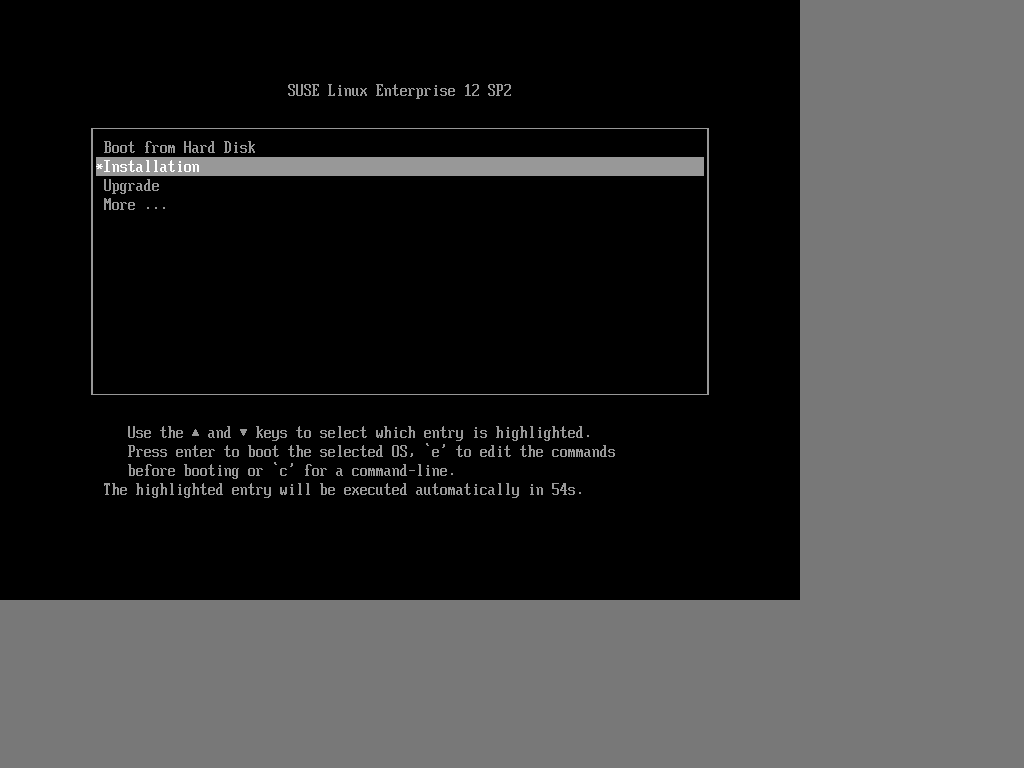 SUSE Linux Enterprise 12 SP2
Boot from Hard Disk
*Installation
Upgrade
More ...
Use the ▲ and ▼ keys to select which entry is highlighted.
Press enter to boot the selected OS, `e' to edit the commands
before booting or `c' for a command-line.
The highlighted entry will be executed automatically in 54s.